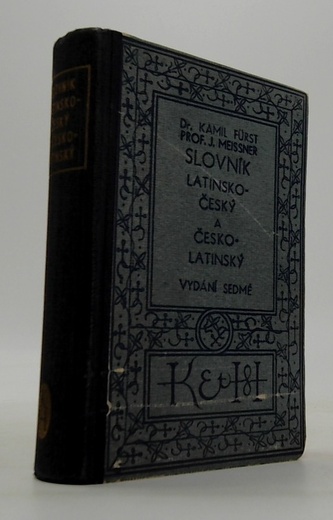 Dr. KAMIL FÜRST
PROF. J. MEISSNER
SLOVNÍK
LATINSKO-
ČESKÝ
A
ČESKO-
LATINSKÝ
VYDÁNÍ SEDMÉ